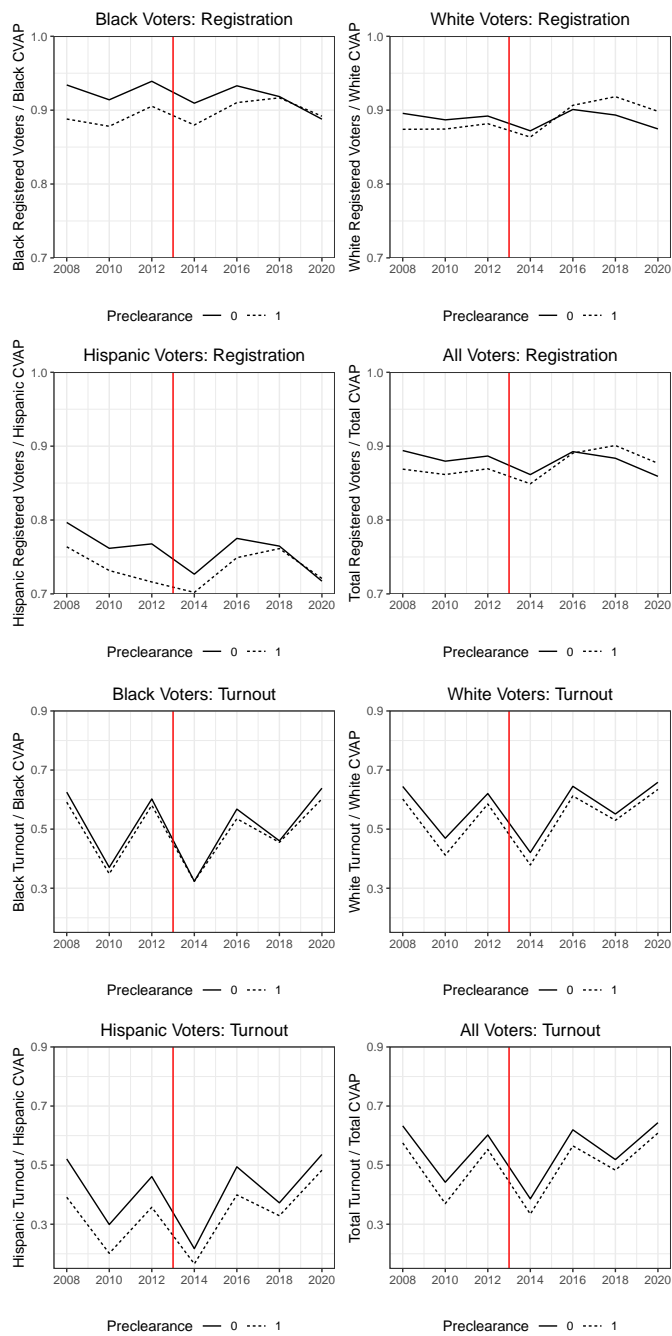 Black Voters: Registration
Black Registered Voters / Black CVAP
1.0
0.9
0.8
0.7
2008 2010 2012 2014 2016 2018 2020
Preclearance 0 1
White Voters: Registration
White Registered Voters / White CVAP
1.0
0.9
0.8
0.7
2008 2010 2012 2014 2016 2018 2020
Preclearance 0 1
Hispanic Voters: Registration
Hispanic Registered Voters / Hispanic CVAP
1.0
0.9
0.8
0.7
2008 2010 2012 2014 2016 2018 2020
Preclearance 0 1
All Voters: Registration
Total Registered Voters / Total CVAP
1.0
0.9
0.8
0.7
2008 2010 2012 2014 2016 2018 2020
Preclearance 0 1
Black Voters: Turnout
Black Turnout / Black CVAP
0.9
0.7
0.5
0.3
2008 2010 2012 2014 2016 2018 2020
Preclearance 0 1
White Voters: Turnout
White Turnout / White CVAP
0.9
0.7
0.5
0.3
2008 2010 2012 2014 2016 2018 2020
Preclearance 0 1
Hispanic Voters: Turnout
Hispanic Turnout / Hispanic CVAP
0.9
0.7
0.5
0.3
2008 2010 2012 2014 2016 2018 2020
Preclearance 0 1
All Voters: Turnout
Total Turnout / Total CVAP
0.9
0.7
0.5
0.3
2008 2010 2012 2014 2016 2018 2020
Preclearance 0 1